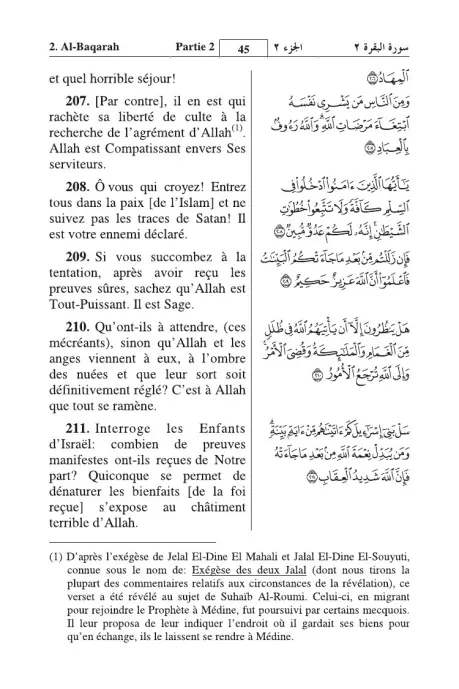 2. Al-Baqarah Partie 2 45 الجزء ٢ سورة البقرة ٢
et quel horrible séjour!
207. [Par contre], il en est qui
rachète sa liberté de culte à la
recherche de l'agrément d'Allah(1).
Allah est Compatissant envers Ses
serviteurs.
208. Ô vous qui croyez! Entrez
tous dans la paix [de l'Islam] et ne
suivez pas les traces de Satan! Il
est votre ennemi déclaré.
209. Si vous succombez à la
tentation, après avoir reçu les
preuves sûres, sachez qu'Allah est
Tout-Puissant. Il est Sage.
210. Qu'ont-ils à attendre, (ces
mécréants), sinon qu'Allah et les
anges viennent à eux, à l'ombre
des nuées et que leur sort soit
définitivement réglé? C'est à Allah
que tout se ramène.
211. Interroge les Enfants
d'Israël: combien de preuves
manifestes ont-ils reçues de Notre
part? Quiconque se permet de
dénaturer les bienfaits [de la foi
reçue] s'expose au châtiment
terrible d'Allah.
ٱلْمِهَادُ
وَمِنَ ٱلنَّاسِ مَن يَشْرِى نَفْسَهُ
ٱبْتِغَآءَ مَرْضَاتِ ٱللَّهِ وَٱللَّهُ رَءُوفٌۢ
بِٱلْعِبَادِ
يَٰٓأَيُّهَا ٱلَّذِينَ ءَامَنُوا۟ ٱدْخُلُوا۟ فِى
ٱلسِّلْمِ كَآفَّةً وَلَا تَتَّبِعُوا۟ خُطُوَٰتِ
ٱلشَّيْطَٰنِ إِنَّهُۥ لَكُمْ عَدُوٌّ مُّبِينٌ
فَإِن زَلَلْتُم مِّنۢ بَعْدِ مَا جَآءَتْكُمُ ٱلْبَيِّنَٰتُ
فَٱعْلَمُوٓا۟ أَنَّ ٱللَّهَ عَزِيزٌ حَكِيمٌ
هَلْ يَنظُرُونَ إِلَّآ أَن يَأْتِيَهُمُ ٱللَّهُ فِى ظُلَلٍ
مِّنَ ٱلْغَمَامِ وَٱلْمَلَٰٓئِكَةُ وَقُضِىَ ٱلْأَمْرُ
وَإِلَى ٱللَّهِ تُرْجَعُ ٱلْأُمُورُ
سَلْ بَنِىٓ إِسْرَٰٓءِيلَ كَمْ ءَاتَيْنَٰهُم مِّنْ ءَايَةٍۭ بَيِّنَةٍ
وَمَن يُبَدِّلْ نِعْمَةَ ٱللَّهِ مِنۢ بَعْدِ مَا جَآءَتْهُ
فَإِنَّ ٱللَّهَ شَدِيدُ ٱلْعِقَابِ
(1) D'après l'exégèse de Jelal El-Dine El Mahali et Jalal El-Dine El-Souyuti,
connue sous le nom de: Exégèse des deux Jalal (dont nous tirons la
plupart des commentaires relatifs aux circonstances de la révélation), ce
verset a été révélé au sujet de Suhaïb Al-Roumi. Celui-ci, en migrant
pour rejoindre le Prophète à Médine, fut poursuivi par certains mecquois.
Il leur proposa de leur indiquer l'endroit où il gardait ses biens pour
qu'en échange, ils le laissent se rendre à Médine.